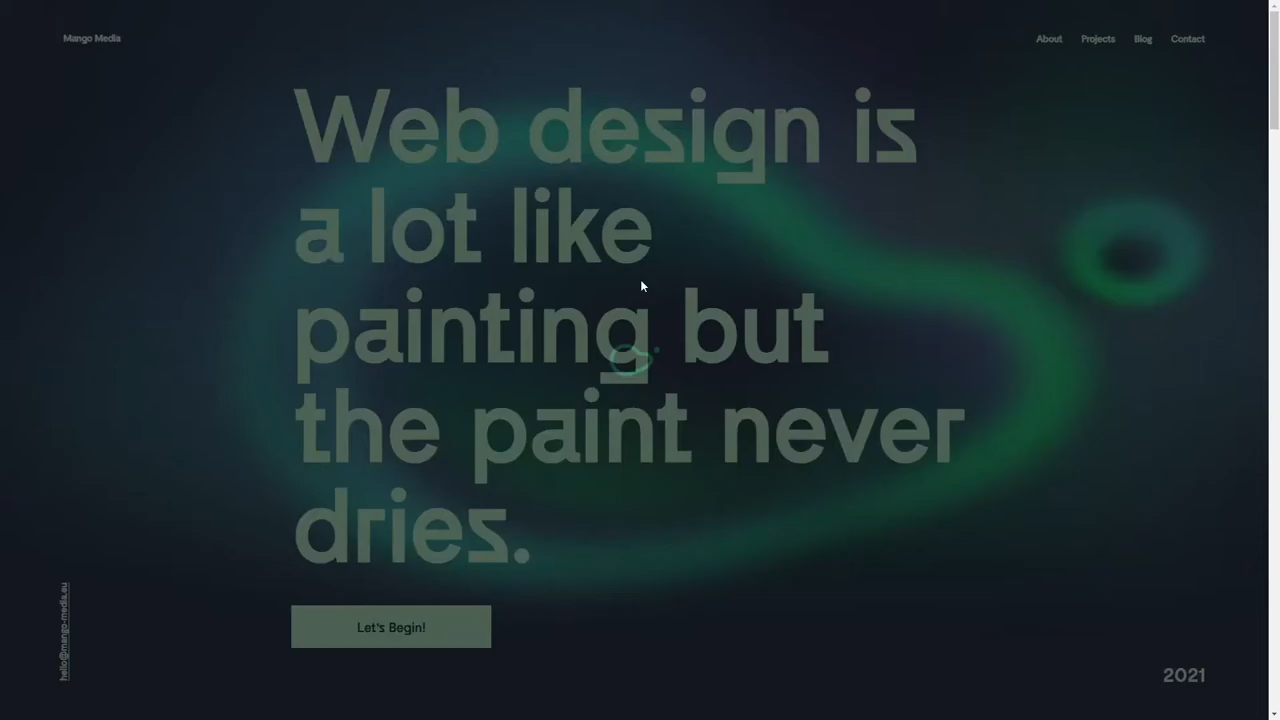 Mango Media
About Projects Blog Contact
Web design is
a lot like
painting but
the paint never
dries.
Let's Begin!
hello@mango-media.eu
2021